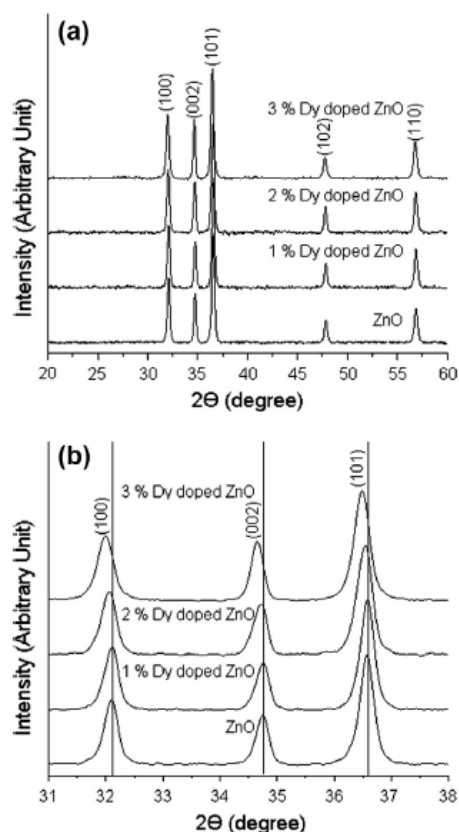 (a)
(100)
(002)
(101)
(102)
(110)
3 % Dy doped ZnO
2 % Dy doped ZnO
1 % Dy doped ZnO
ZnO
Intensity (Arbitrary Unit)
20 25 30 35 40 45 50 55 60
2Θ (degree)
(b)
(100)
(002)
(101)
3 % Dy doped ZnO
2 % Dy doped ZnO
1 % Dy doped ZnO
ZnO
Intensity (Arbitrary Unit)
31 32 33 34 35 36 37 38
2Θ (degree)